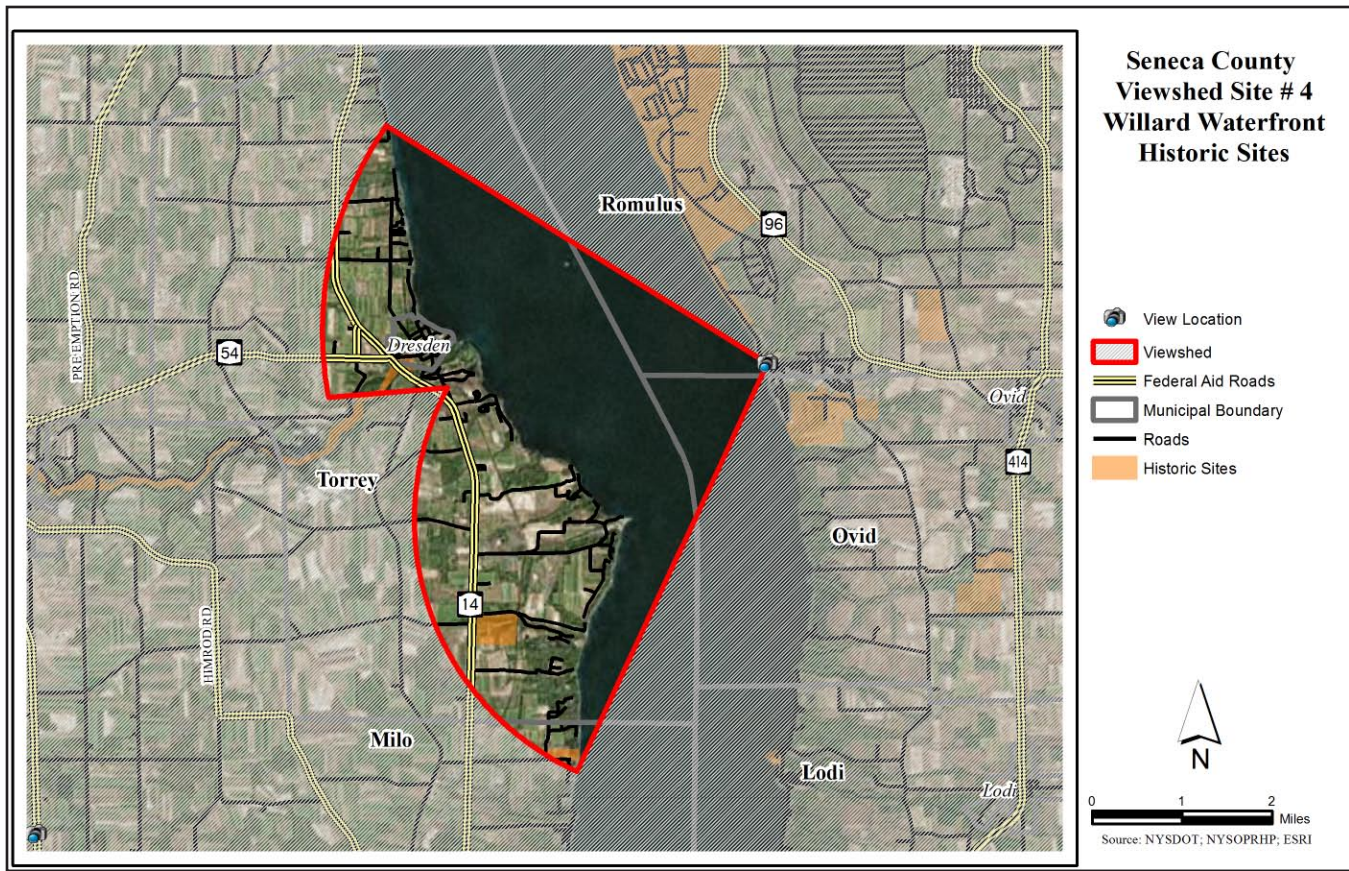 Seneca County
Viewshed Site # 4
Willard Waterfront
Historic Sites
Romulus
96
PRE EMPTION RD
54
Dresden
Ovid
414
Torrey
Ovid
HIMROD RD
14
Milo
Lodi
Lodi
View Location
Viewshed
Federal Aid Roads
Municipal Boundary
Roads
Historic Sites
N
0 1 2
Miles
Source: NYSDOT; NYSOPRHP; ESRI